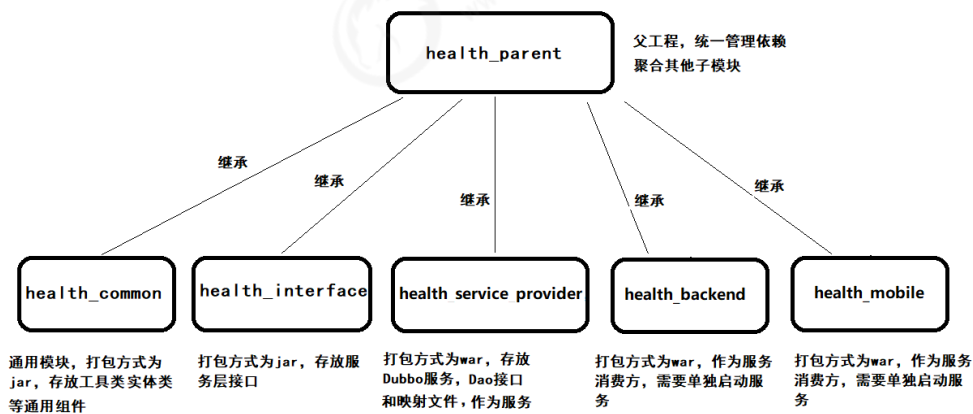 health_parent
父工程，统一管理依赖
聚合其他子模块
继承
继承
继承
继承
继承
health_common
health_interface
health_service_provider
health_backend
health_mobile
通用模块，打包方式为
jar，存放工具类实体类
等通用组件
打包方式为jar，存放服
务层接口
打包方式为war，存放
Dubbo服务，Dao接口
和映射文件，作为服务
打包方式为war，作为服务
消费方，需要单独启动服
务
打包方式为war，作为服务
消费方，需要单独启动服
务